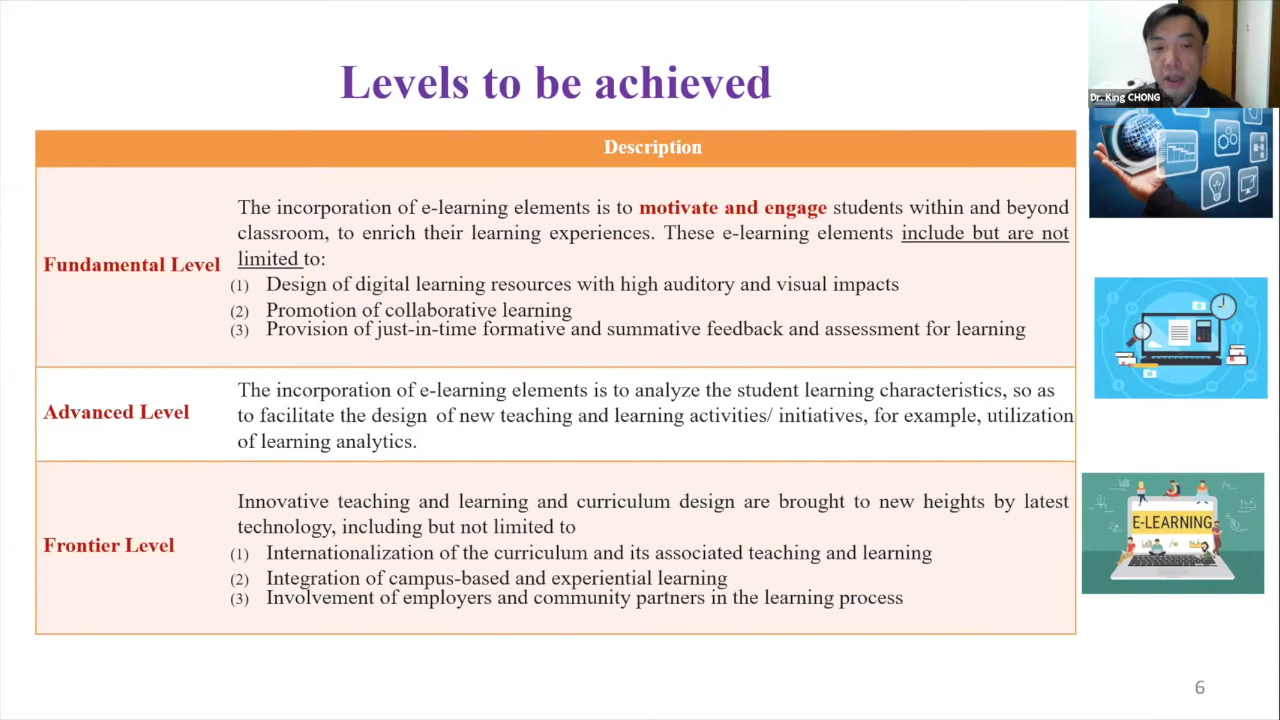 Levels to be achieved
Dr. King CHONG
Description
Fundamental Level
The incorporation of e-learning elements is to motivate and engage students within and beyond
classroom, to enrich their learning experiences. These e-learning elements include but are not
limited to:
(1) Design of digital learning resources with high auditory and visual impacts
(2) Promotion of collaborative learning
(3) Provision of just-in-time formative and summative feedback and assessment for learning
Advanced Level
The incorporation of e-learning elements is to analyze the student learning characteristics, so as
to facilitate the design of new teaching and learning activities/ initiatives, for example, utilization
of learning analytics.
Frontier Level
Innovative teaching and learning and curriculum design are brought to new heights by latest
technology, including but not limited to
(1) Internationalization of the curriculum and its associated teaching and learning
(2) Integration of campus-based and experiential learning
(3) Involvement of employers and community partners in the learning process
E-LEARNING
6